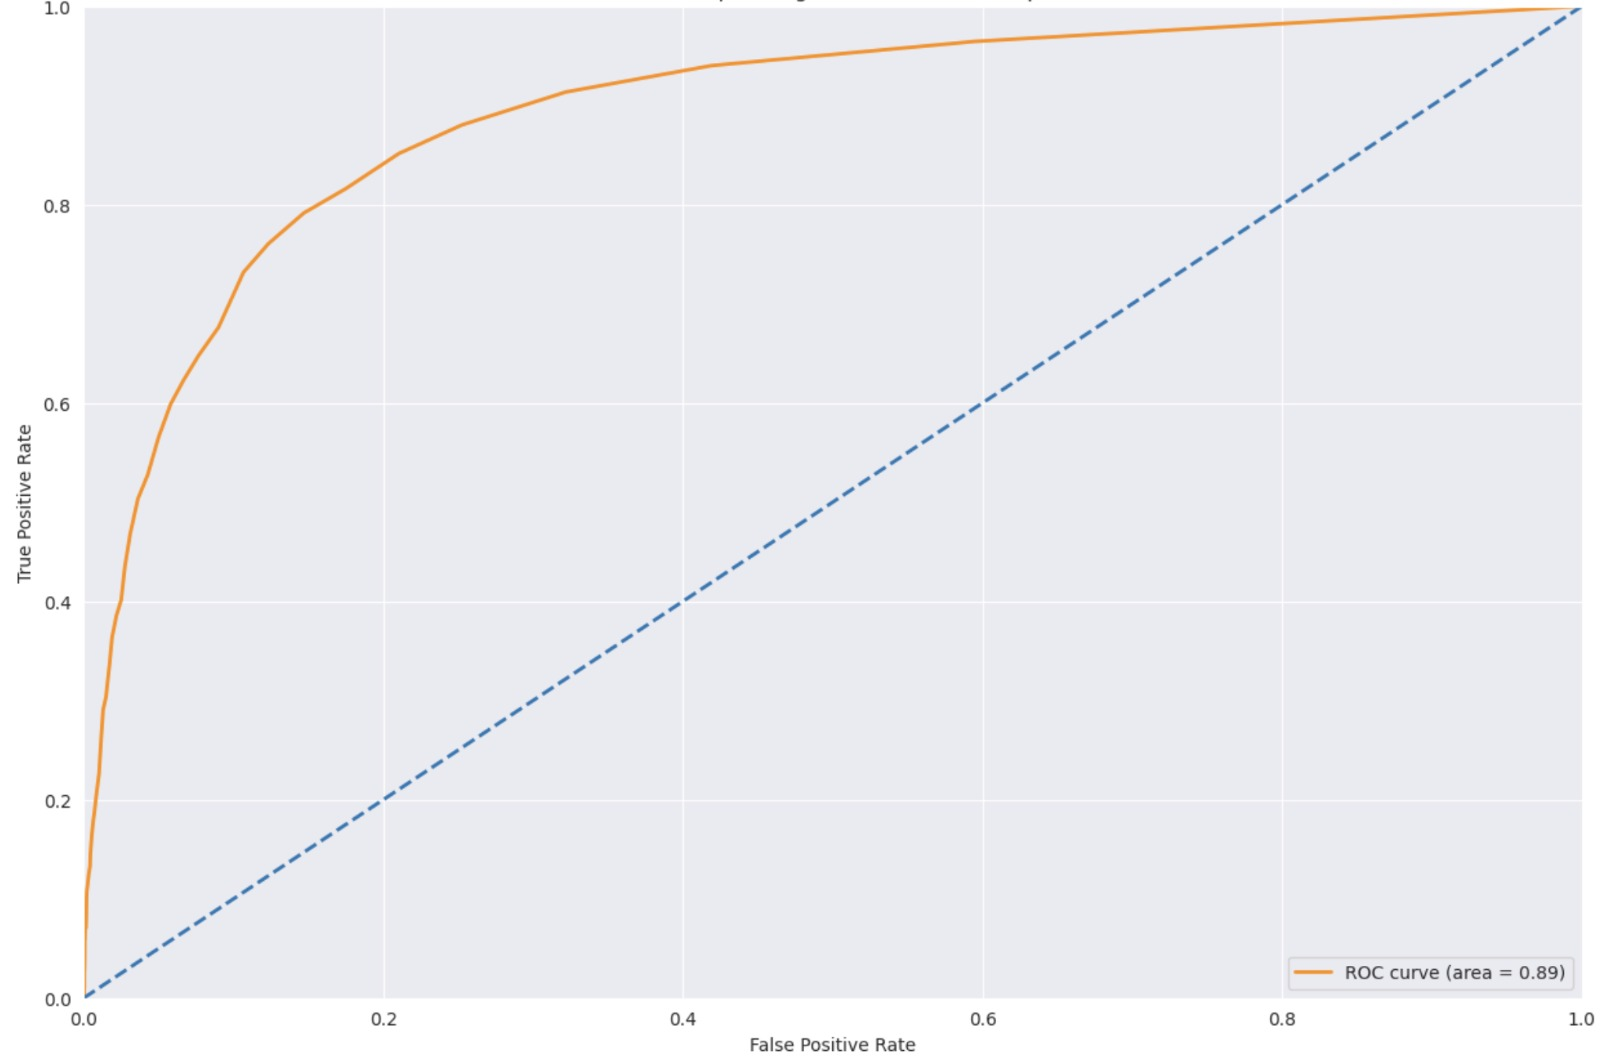 1.0
0.8
0.6
0.4
0.2
0.0
True Positive Rate
0.0 0.2 0.4 0.6 0.8 1.0
False Positive Rate
ROC curve (area = 0.89)